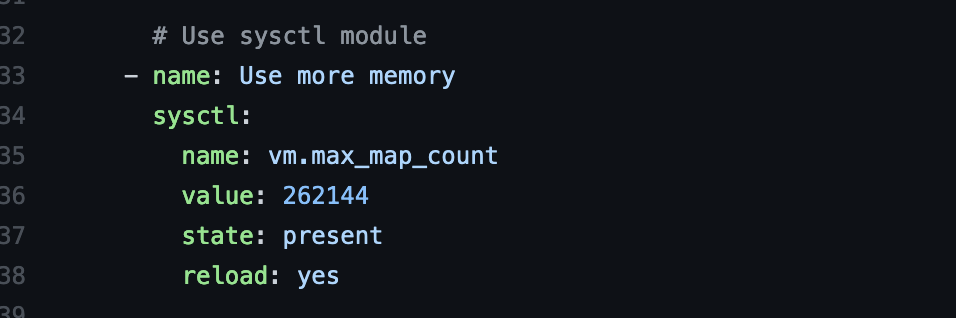 32 # Use sysctl module
33 - name: Use more memory
34 sysctl:
35 name: vm.max_map_count
36 value: 262144
37 state: present
38 reload: yes
39